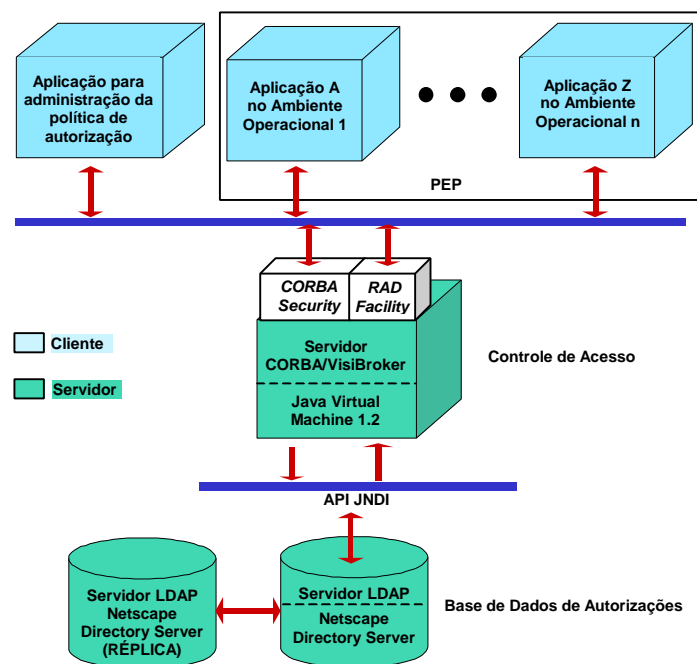 Aplicação para
administração da
política de
autorização
Aplicação A
no Ambiente
Operacional 1
Aplicação Z
no Ambiente
Operacional n
PEP
CORBA
Security
RAD
Facility
Servidor
CORBA/VisiBroker
Java Virtual
Machine 1.2
Cliente
Servidor
Controle de Acesso
API JNDI
Servidor LDAP
Netscape
Directory Server
(RÉPLICA)
Servidor LDAP
Netscape
Directory Server
Base de Dados de Autorizações